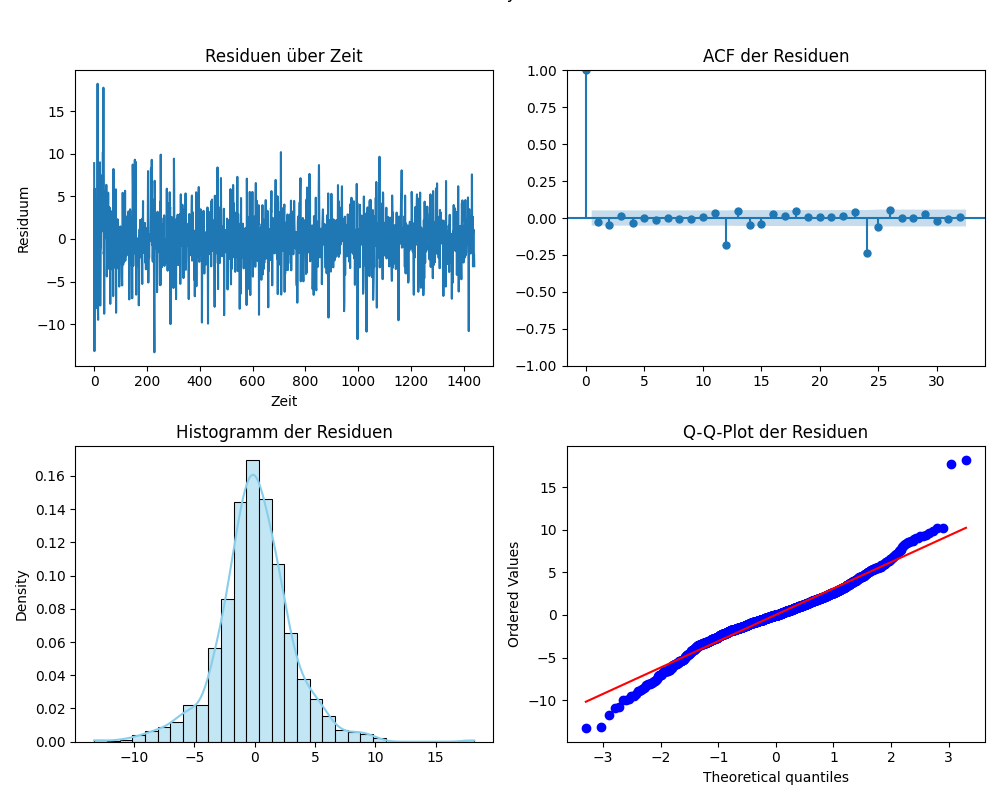 Residuen über Zeit
Residuum
15
10
5
0
−5
−10
0 200 400 600 800 1000 1200 1400
Zeit
ACF der Residuen
1.00
0.75
0.50
0.25
0.00
−0.25
−0.50
−0.75
−1.00
0 5 10 15 20 25 30
Histogramm der Residuen
Density
0.16
0.14
0.12
0.10
0.08
0.06
0.04
0.02
0.00
−10 −5 0 5 10 15
Q-Q-Plot der Residuen
Ordered Values
15
10
5
0
−5
−10
−3 −2 −1 0 1 2 3
Theoretical quantiles